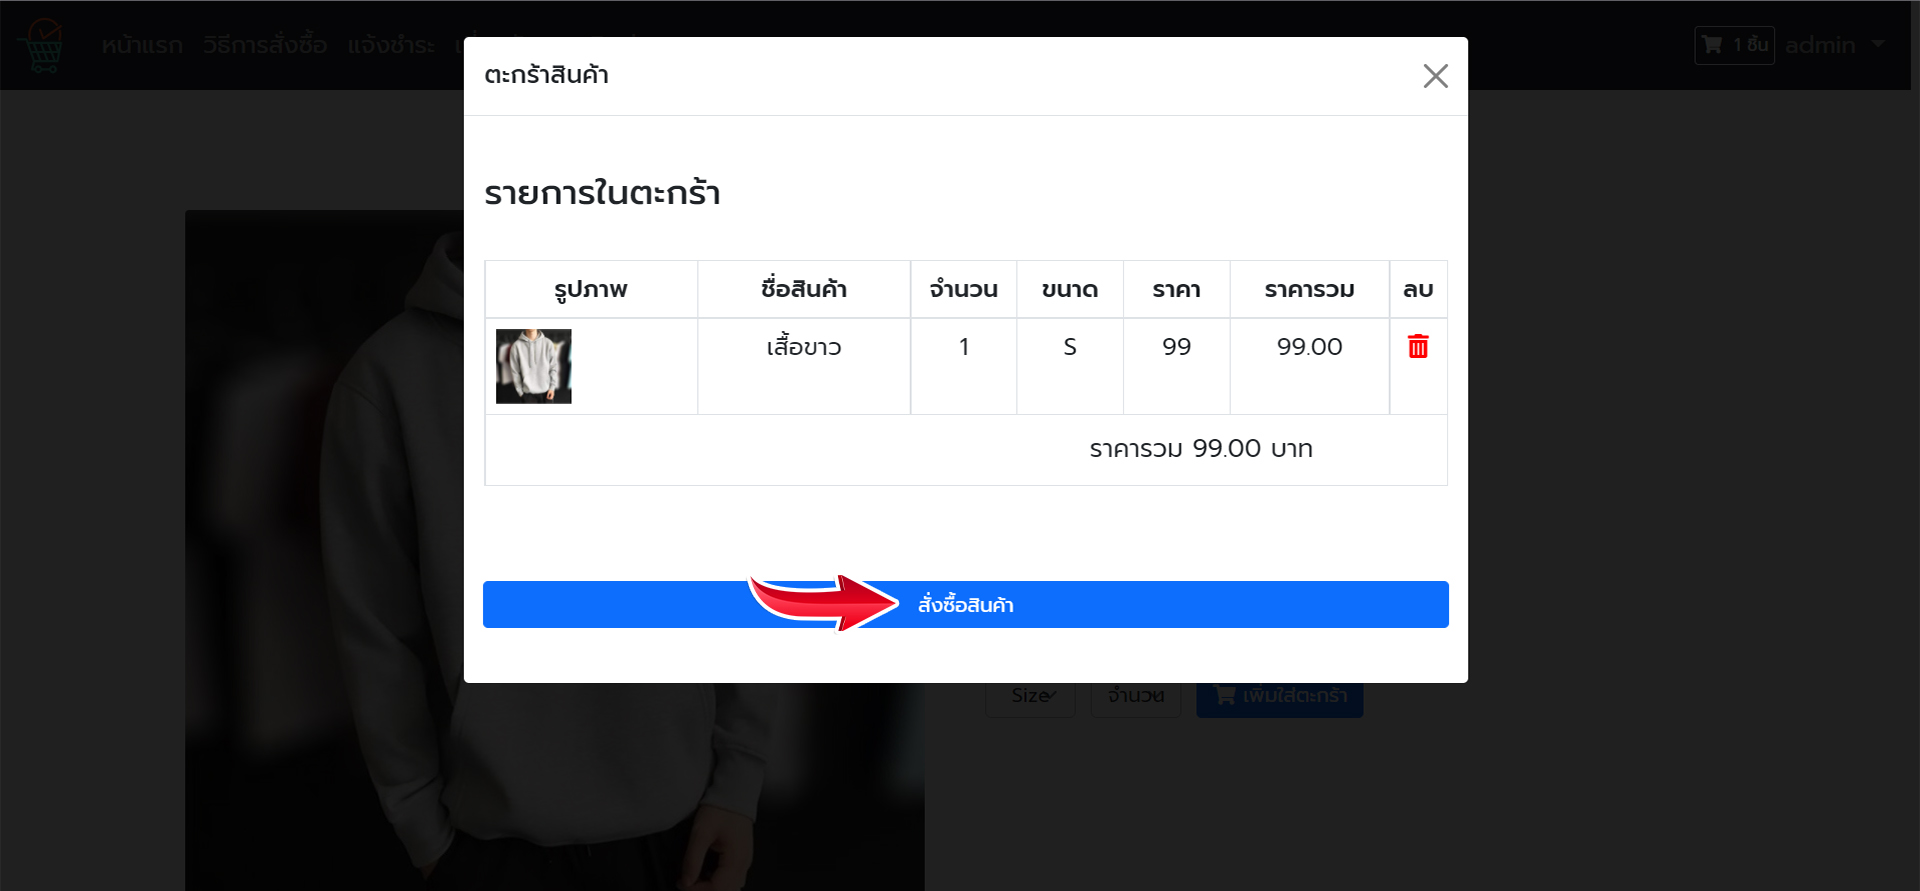 หน้าแรก วิธีการสั่งซื้อ แจ้งชำระ
1 ชิ้น admin
ตะกร้าสินค้า
รายการในตะกร้า
รูปภาพ ชื่อสินค้า จำนวน ขนาด ราคา ราคารวม ลบ
เสื้อขาว 1 S 99 99.00
ราคารวม 99.00 บาท
สั่งซื้อสินค้า
Size จำนวน เพิ่มใส่ตะกร้า